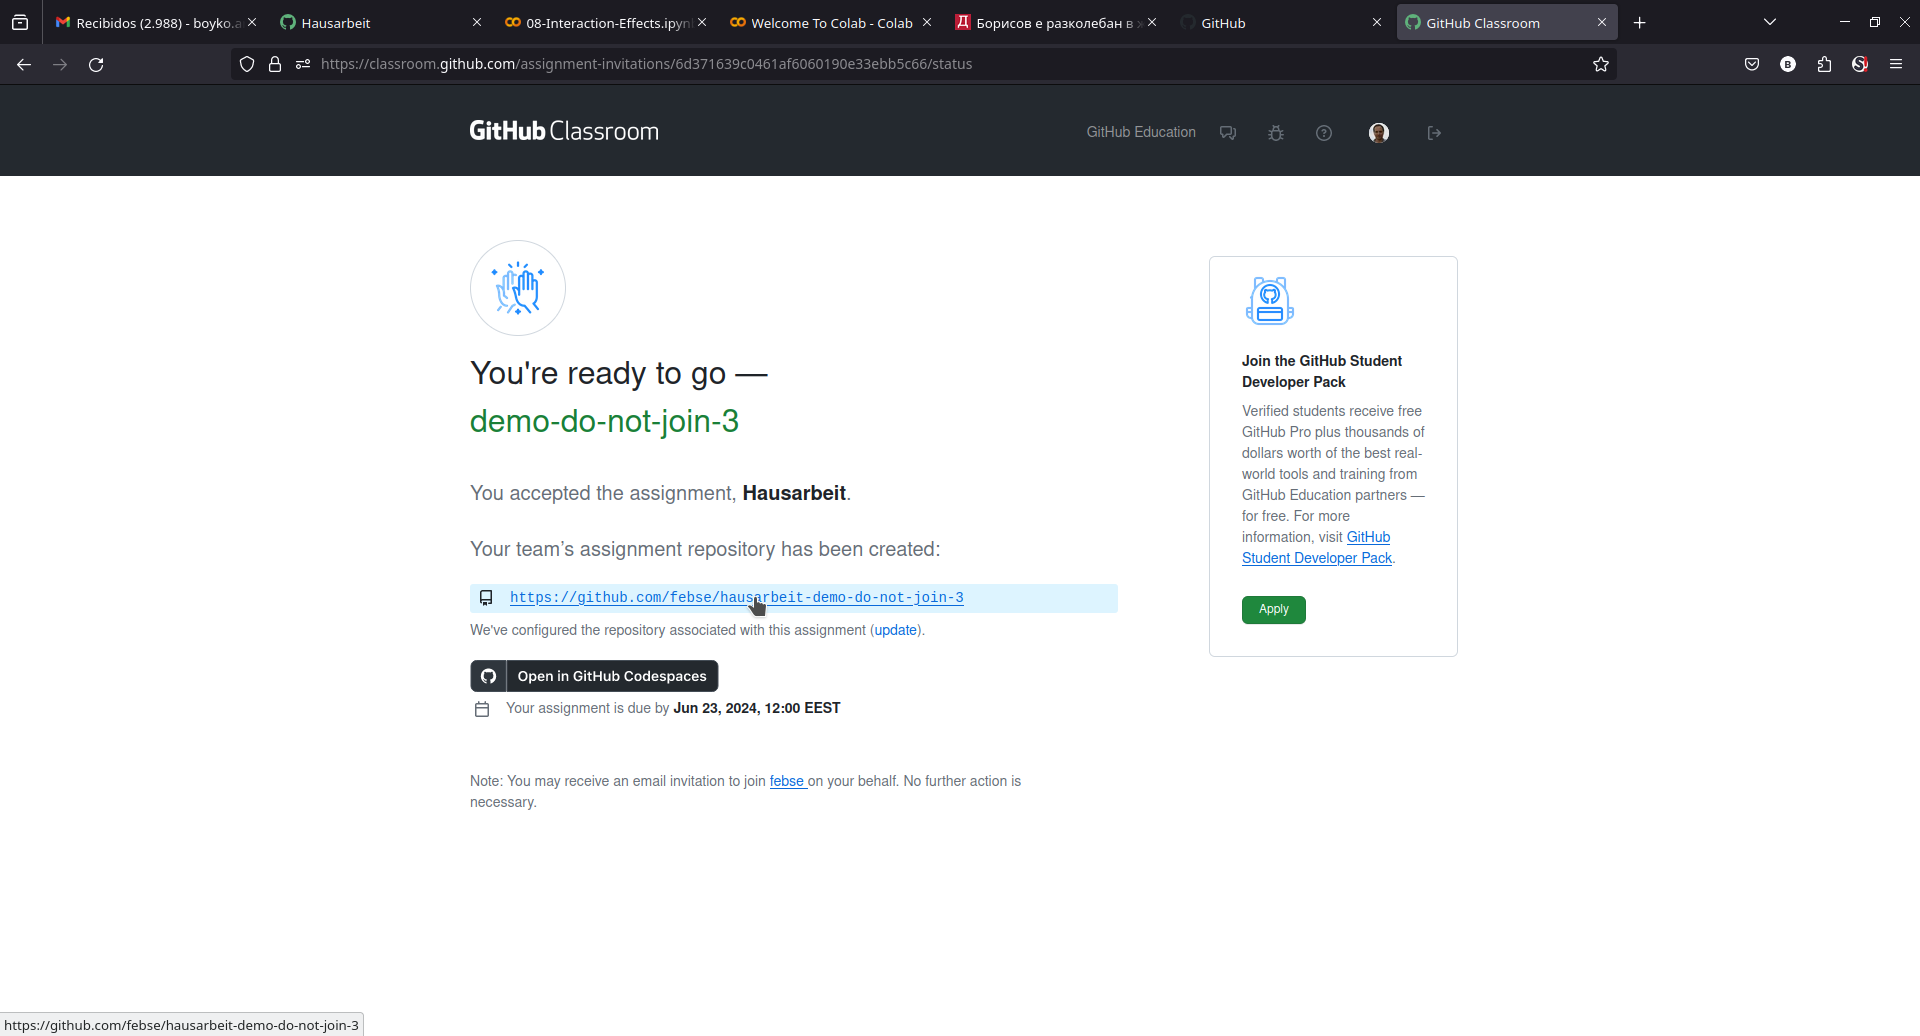 Recibidos (2.988) - boyko.a
Hausarbeit
08-Interaction-Effects.ipyn
Welcome To Colab - Colab
Борисов е разколебан в
GitHub
GitHub Classroom
https://classroom.github.com/assignment-invitations/6d371639c0461af6060190e33ebb5c66/status
GitHub Classroom
GitHub Education
You're ready to go —
demo-do-not-join-3
You accepted the assignment, Hausarbeit.
Your team’s assignment repository has been created:
https://github.com/febse/hausarbeit-demo-do-not-join-3
We've configured the repository associated with this assignment (update).
Open in GitHub Codespaces
Your assignment is due by Jun 23, 2024, 12:00 EEST
Note: You may receive an email invitation to join febse on your behalf. No further action is
necessary.
Join the GitHub Student
Developer Pack
Verified students receive free
GitHub Pro plus thousands of
dollars worth of the best real-
world tools and training from
GitHub Education partners —
for free. For more
information, visit GitHub
Student Developer Pack.
Apply
https://github.com/febse/hausarbeit-demo-do-not-join-3